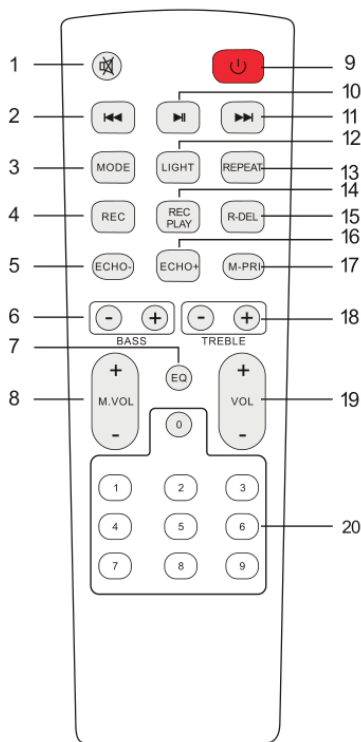 1
9
10
2
11
12
3
MODE
LIGHT
REPEAT
13
14
4
REC
REC
PLAY
R-DEL
15
16
5
ECHO-
ECHO+
M-PRI
17
6
-
+
-
+
18
BASS
TREBLE
7
EQ
8
+
M.VOL
-
+
VOL
-
19
0
1
2
3
4
5
6
20
7
8
9